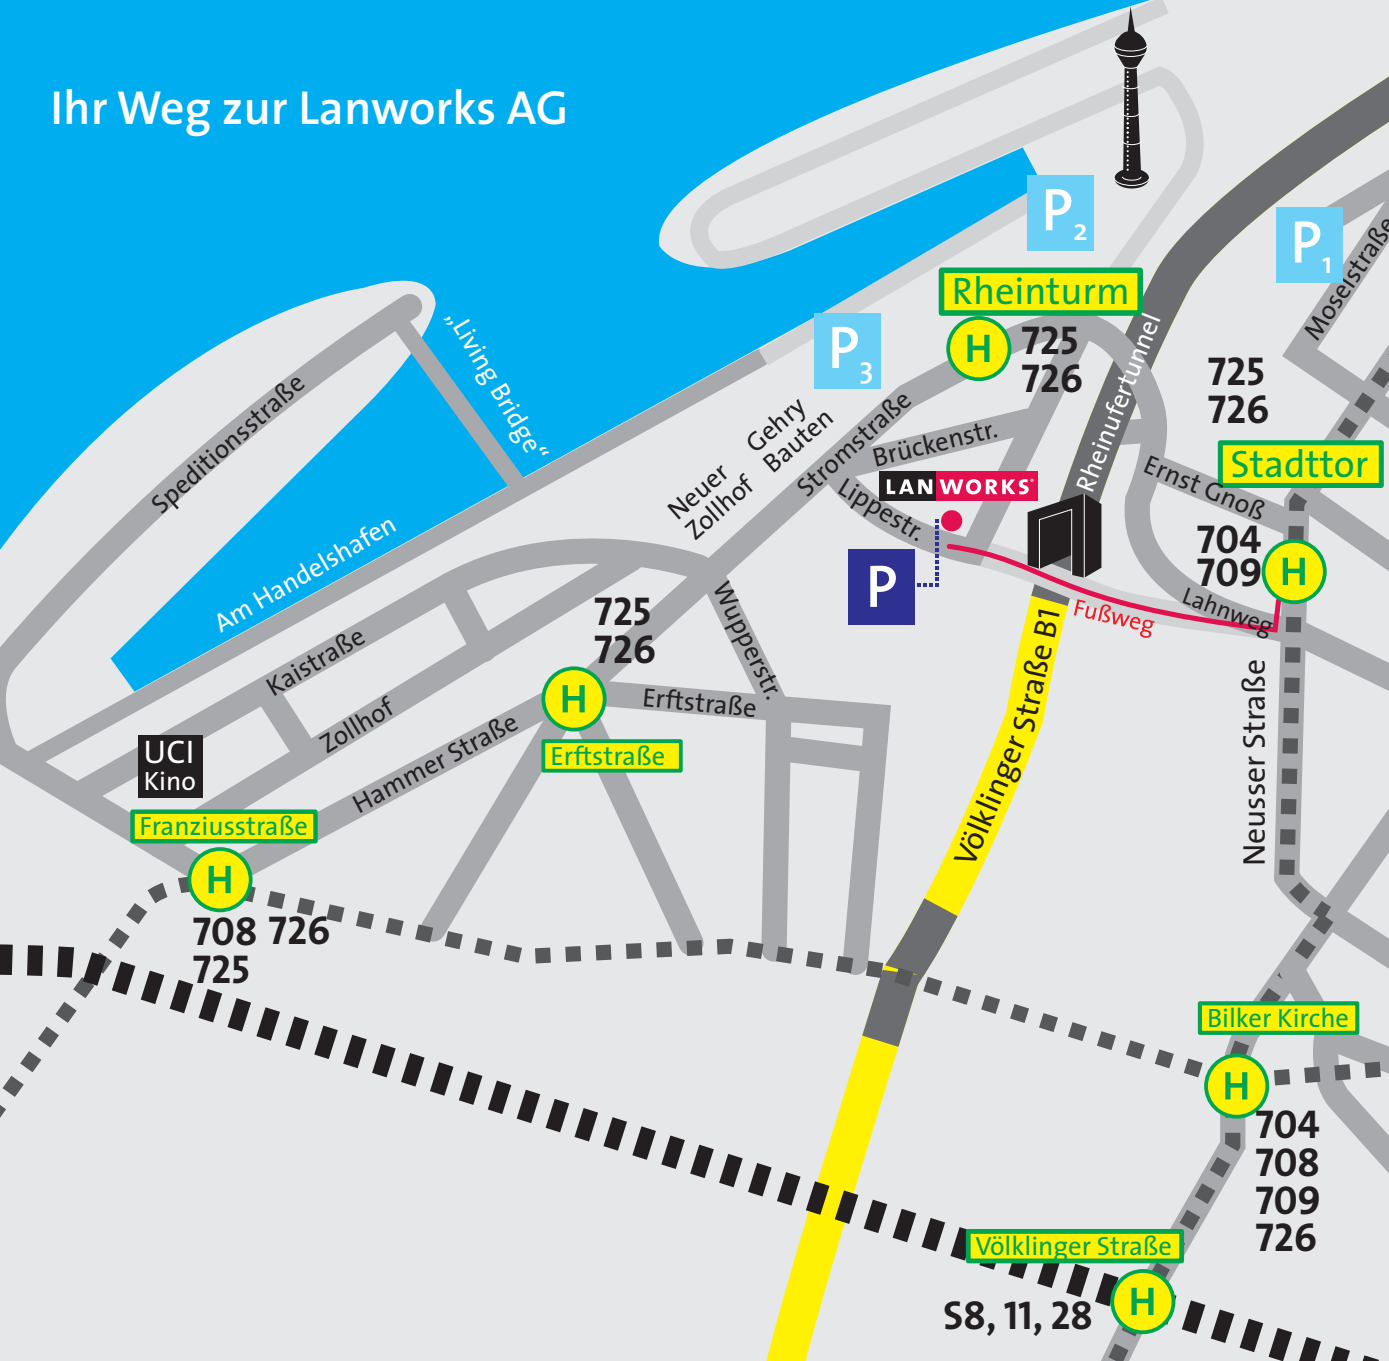 Ihr Weg zur Lanworks AG
P2
P1
Moselstraße
Rheinturm
H
725
726
P3
„Living Bridge“
Rheinufertunnel
725
726
Stadttor
Speditionsstraße
Gehry
Bauten
Stromstraße
Brückenstr.
Neuer
Zollhof
Lippestr.
LANWORKS
Ernst Gnoß
704
709
H
Am Handelshafen
P
Lahnweg
Fußweg
725
726
Wupperstr.
Kaistraße
Zollhof
H
Erftstraße
Erftstraße
Hammer Straße
Völklinger Straße B1
Neusser Straße
UCI
Kino
Franziusstraße
H
708 726
725
Bilker Kirche
H
704
708
709
726
Völklinger Straße
H
S8, 11, 28